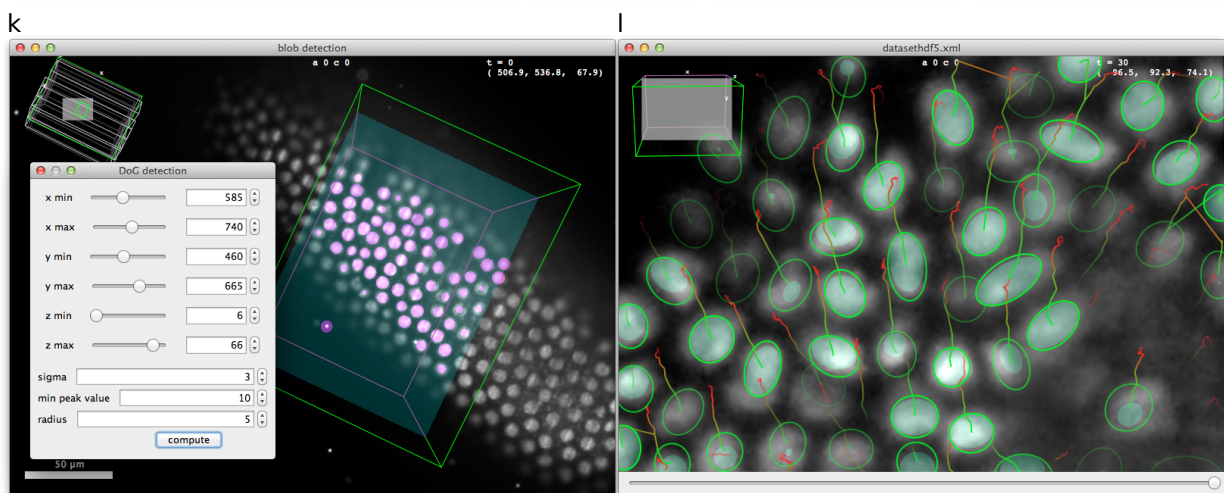 k
l
blob detection
datasethdf5.xml
a 0 c 0
t = 0
( 506.9, 536.8, 67.9)
x
a 0 c 0
t = 30
( 96.5, 92.3, 74.1)
x
z
y
DoG detection
x min 585
x max 740
y min 460
y max 665
z min 6
z max 66
sigma 3
min peak value 10
radius 5
compute
50 µm